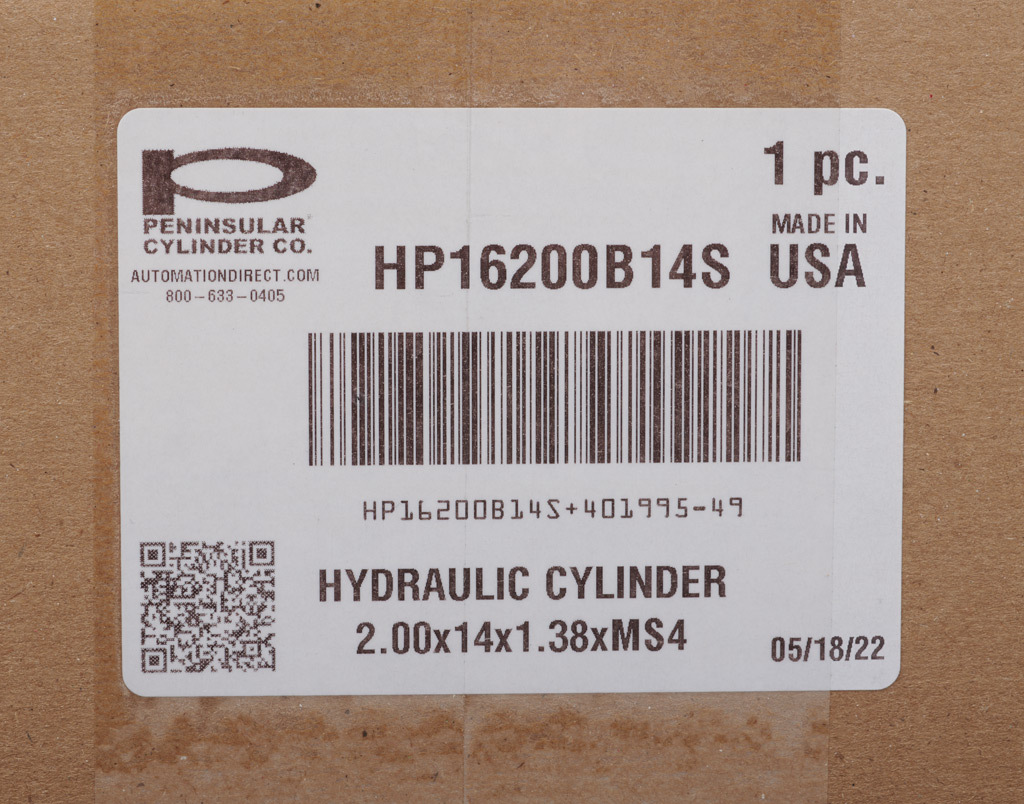 PENINSULAR
CYLINDER CO.
AUTOMATIONDIRECT.COM
800-633-0405
1 pc.
MADE IN
USA
HP16200B14S
HP16200B14S+401995-49
HYDRAULIC CYLINDER
2.00x14x1.38xMS4
05/18/22